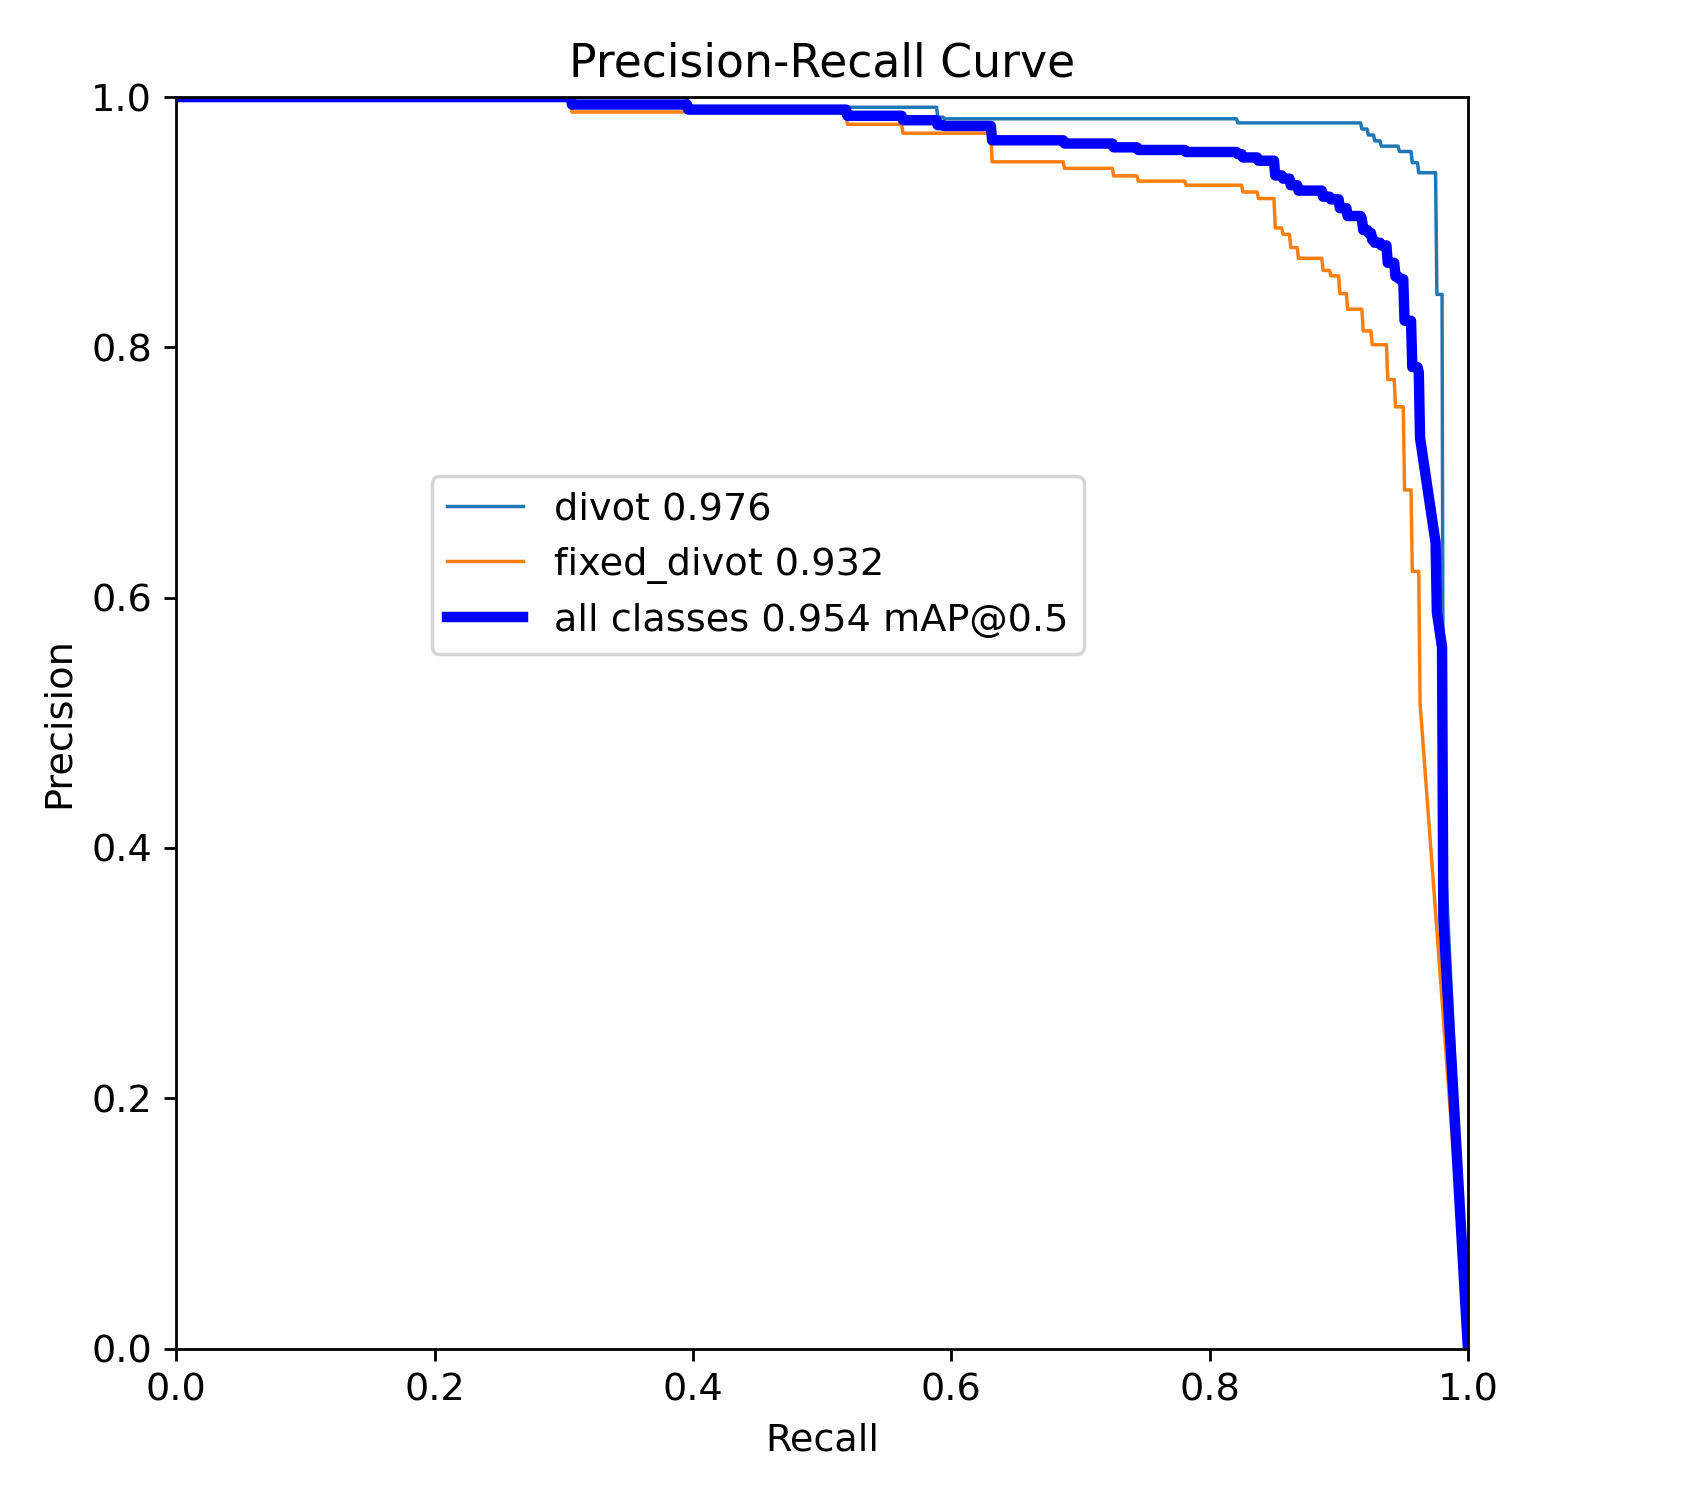 Precision-Recall Curve
1.0
0.8
0.6
0.4
0.2
0.0
Precision
divot 0.976
fixed_divot 0.932
all classes 0.954 mAP@0.5
0.0 0.2 0.4 0.6 0.8 1.0
Recall